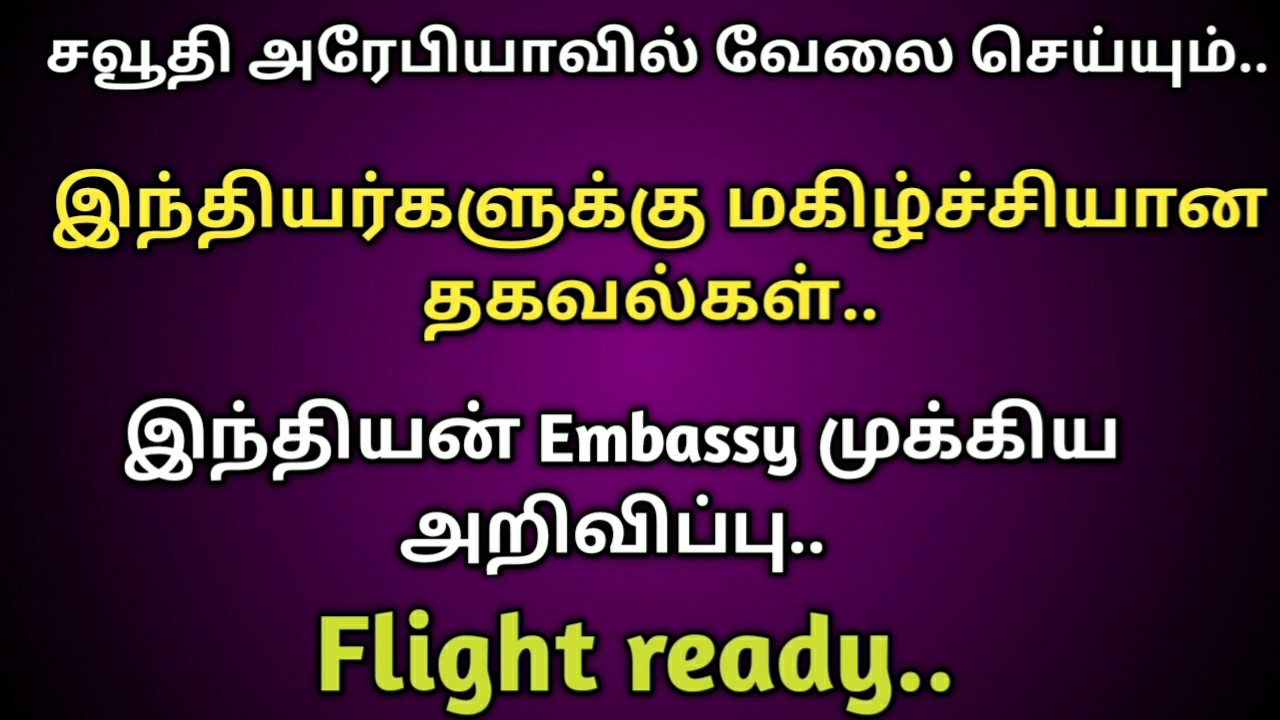 சவூதி அரேபியாவில் வேலை செய்யும்..
இந்தியர்களுக்கு மகிழ்ச்சியான
தகவல்கள்..
இந்தியன் Embassy முக்கிய
அறிவிப்பு..
Flight ready..